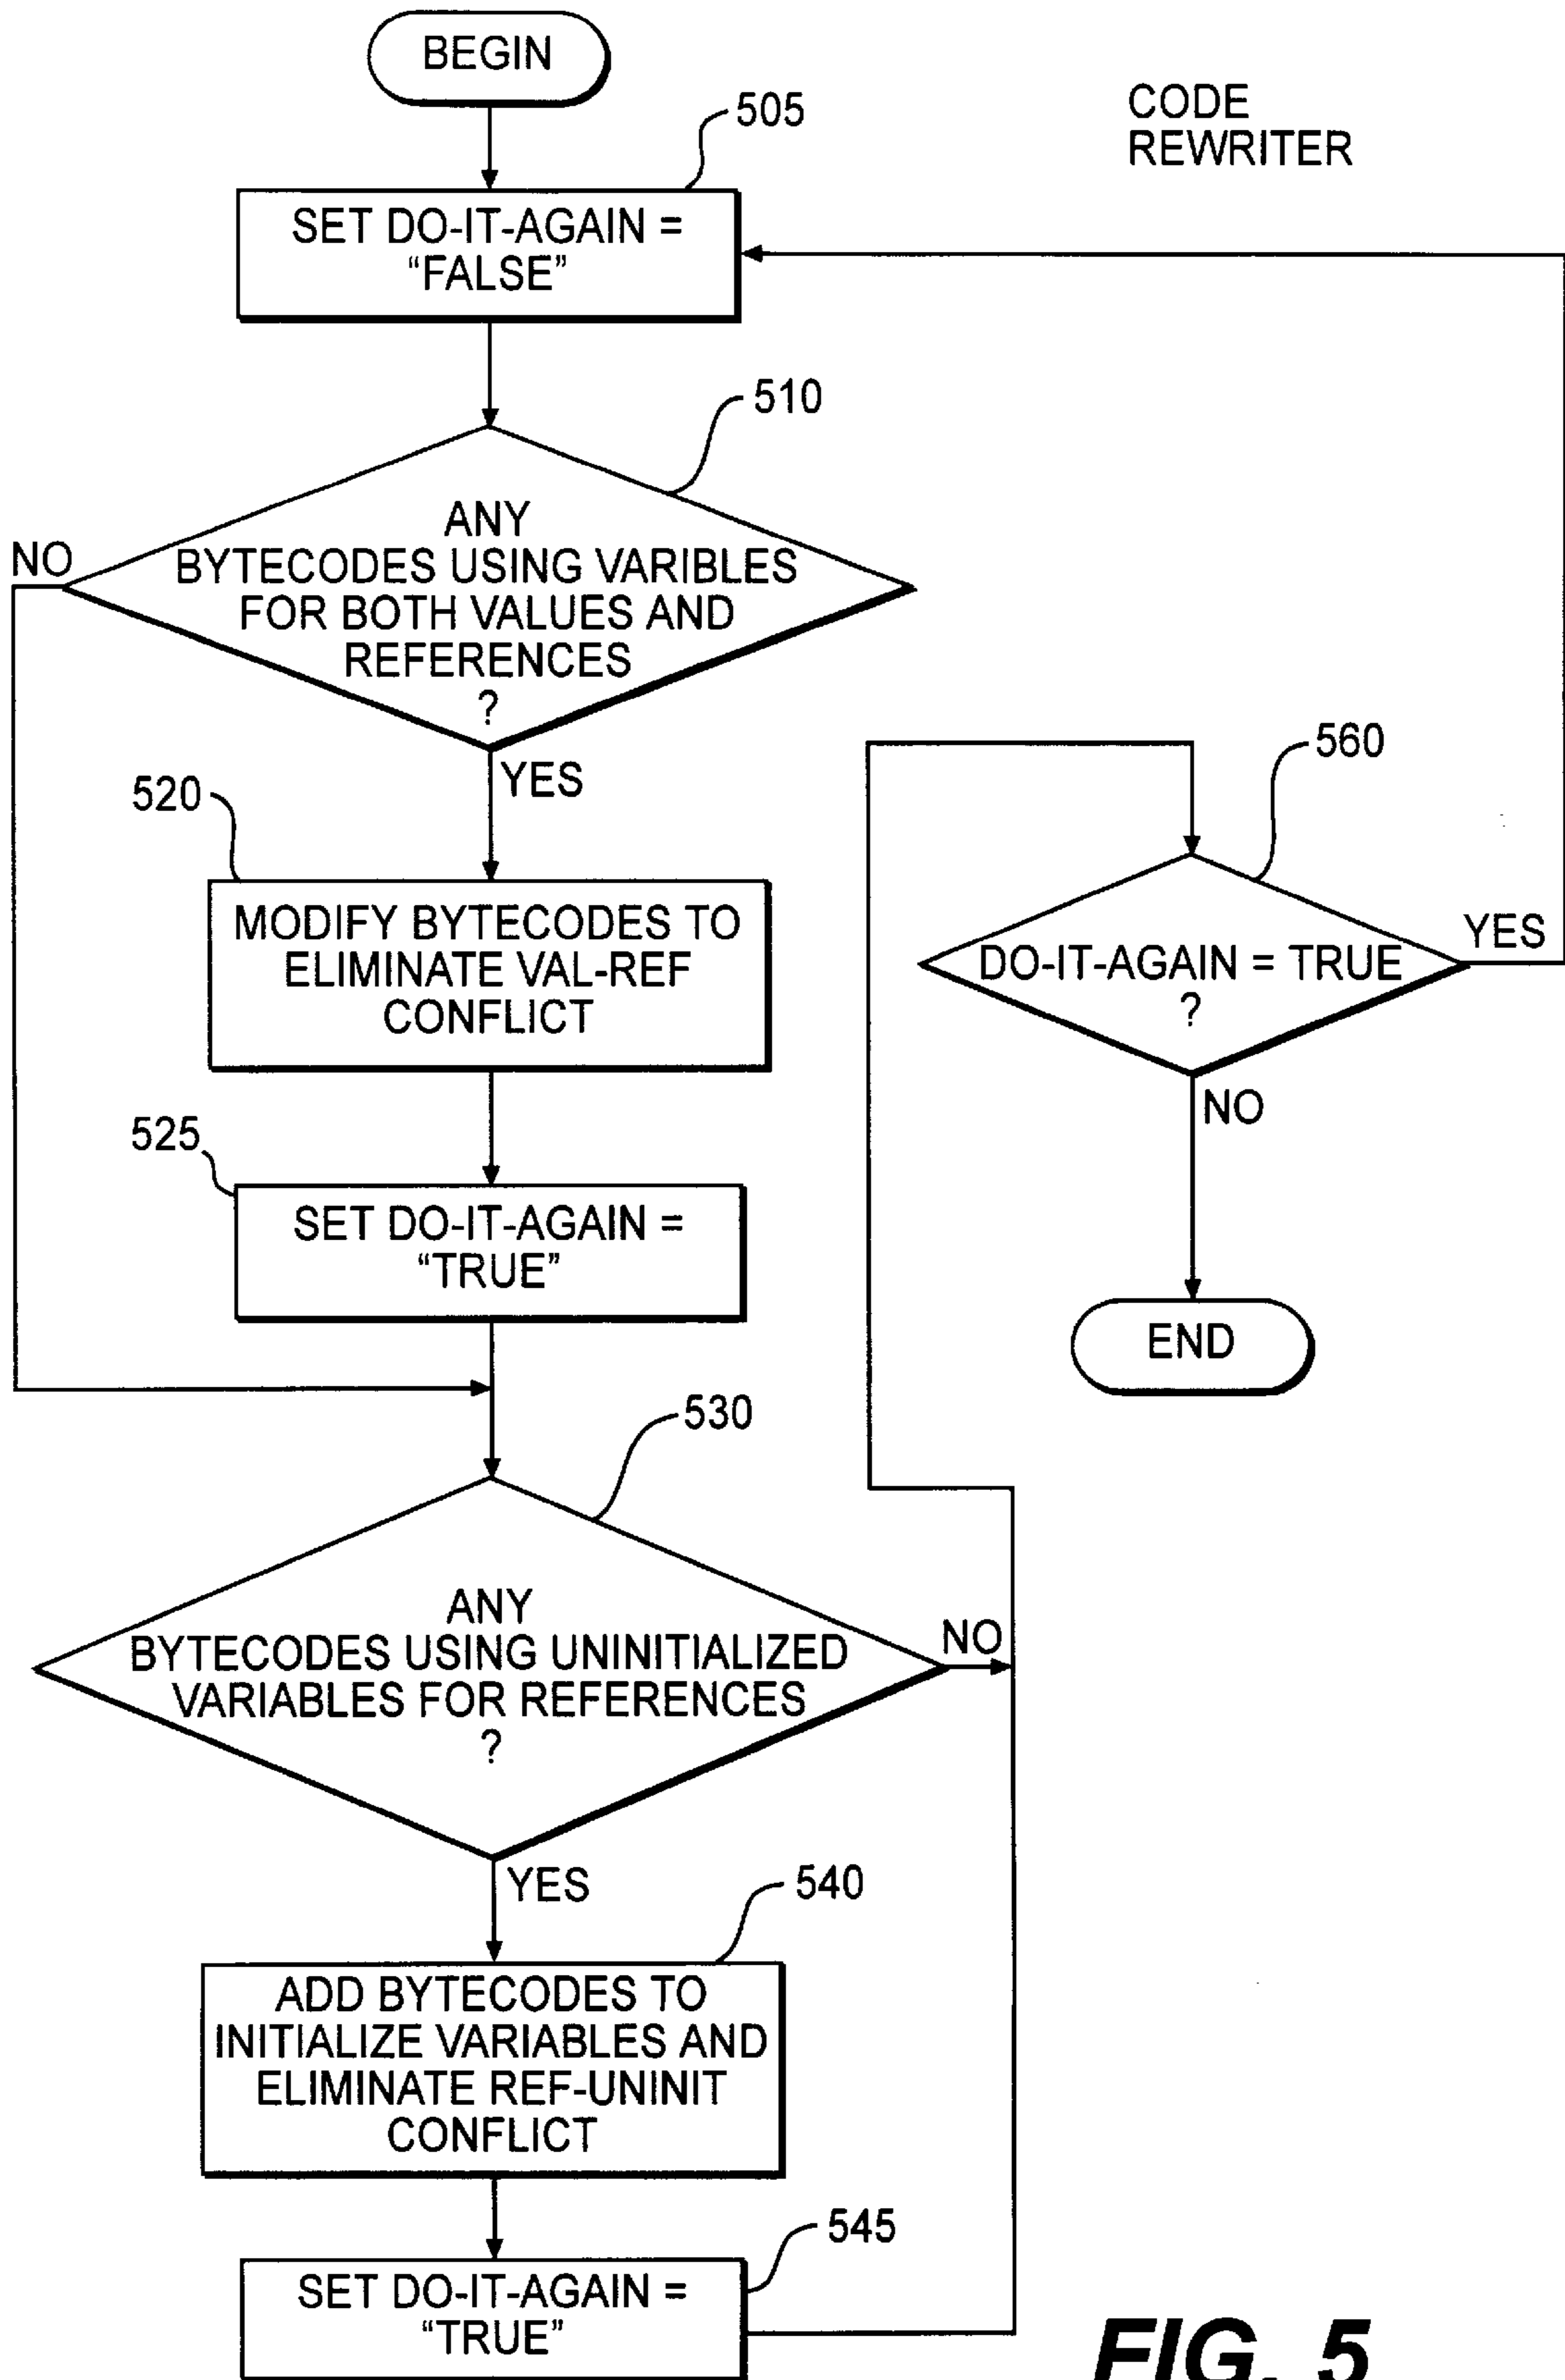 BEGIN
505
CODE
REWRITER
SET DO-IT-AGAIN =
“FALSE”
510
ANY
BYTECODES USING VARIBLES
FOR BOTH VALUES AND
REFERENCES
?
NO
YES
520
MODIFY BYTECODES TO
ELIMINATE VAL-REF
CONFLICT
525
SET DO-IT-AGAIN =
“TRUE”
530
ANY
BYTECODES USING UNINITIALIZED
VARIABLES FOR REFERENCES
?
NO
YES
540
ADD BYTECODES TO
INITIALIZE VARIABLES AND
ELIMINATE REF-UNINIT
CONFLICT
545
SET DO-IT-AGAIN =
“TRUE”
560
DO-IT-AGAIN = TRUE
?
YES
NO
END
FIG. 5